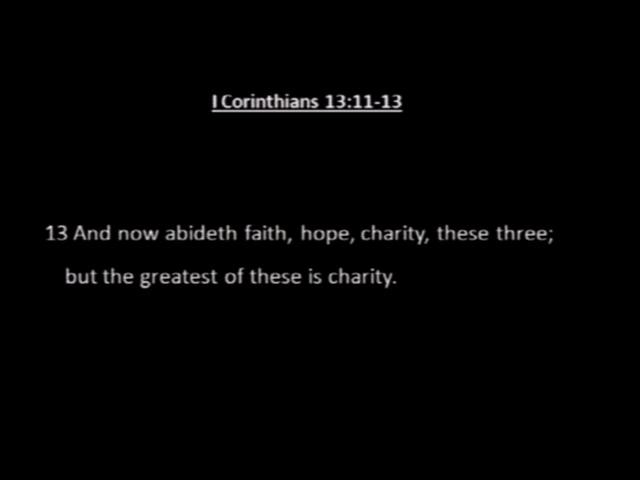 I Corinthians 13:11-13
13 And now abideth faith, hope, charity, these three;
but the greatest of these is charity.